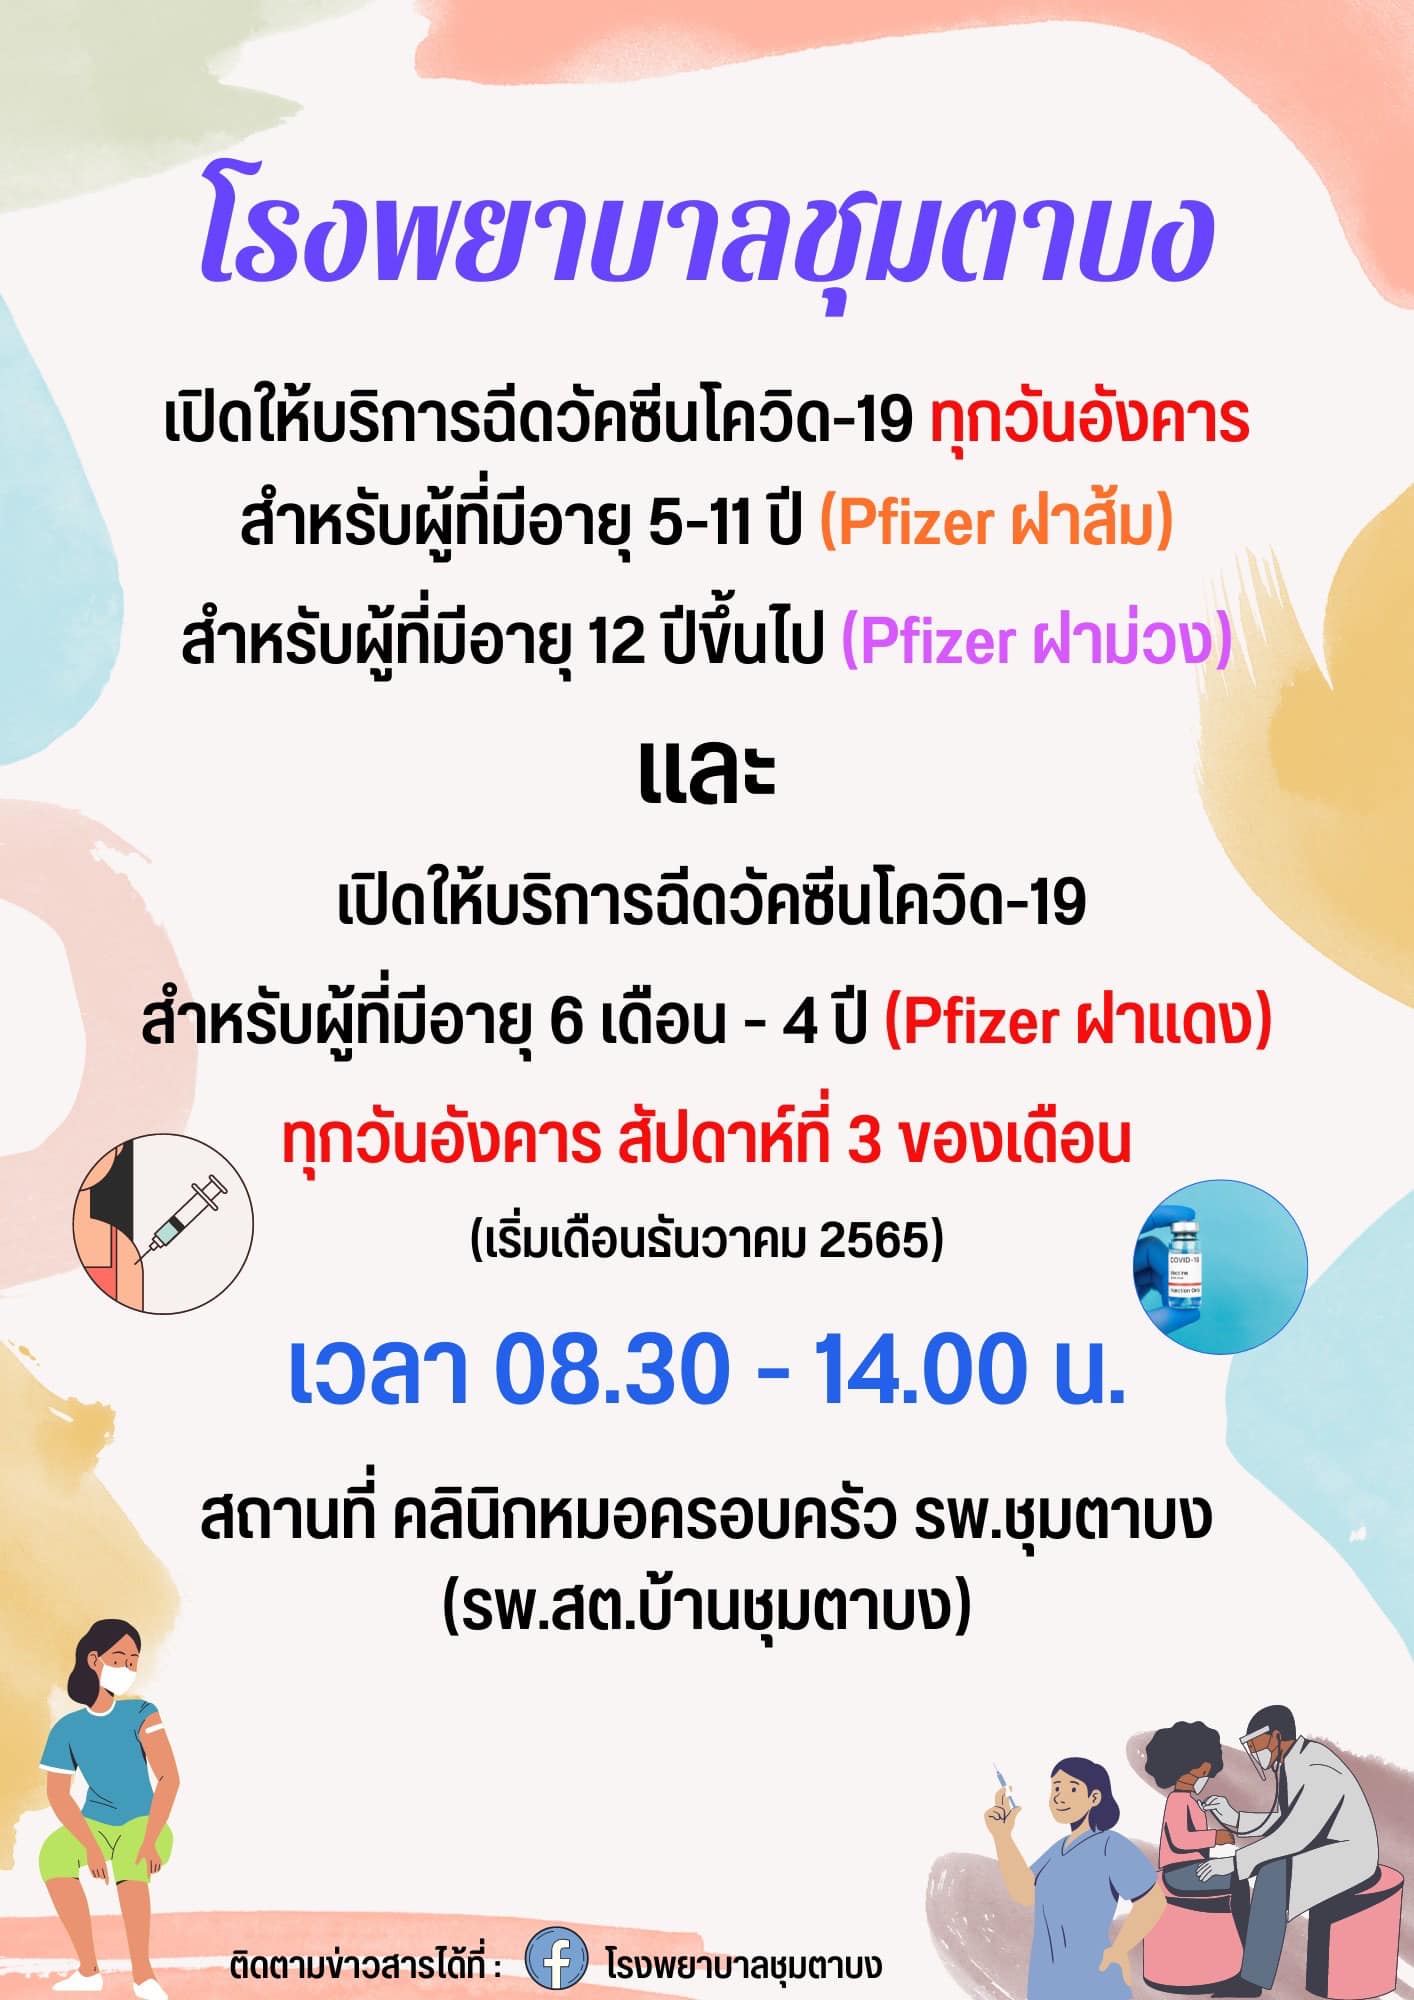 โรงพยาบาลชุมตาบง
เปิดให้บริการฉีดวัคซีนโควิด-19 ทุกวันอังคาร
สำหรับผู้ที่มีอายุ 5-11 ปี (Pfizer ฝาส้ม)
สำหรับผู้ที่มีอายุ 12 ปีขึ้นไป (Pfizer ฝาม่วง)
และ
เปิดให้บริการฉีดวัคซีนโควิด-19
สำหรับผู้ที่มีอายุ 6 เดือน - 4 ปี (Pfizer ฝาแดง)
ทุกวันอังคาร สัปดาห์ที่ 3 ของเดือน
(เริ่มเดือนธันวาคม 2565)
COVID-19
Vaccine
Injection Only
เวลา 08.30 - 14.00 น.
สถานที่ คลินิกหมอครอบครัว รพ.ชุมตาบง
(รพ.สต.บ้านชุมตาบง)
ติดตามข่าวสารได้ที่ : f โรงพยาบาลชุมตาบง